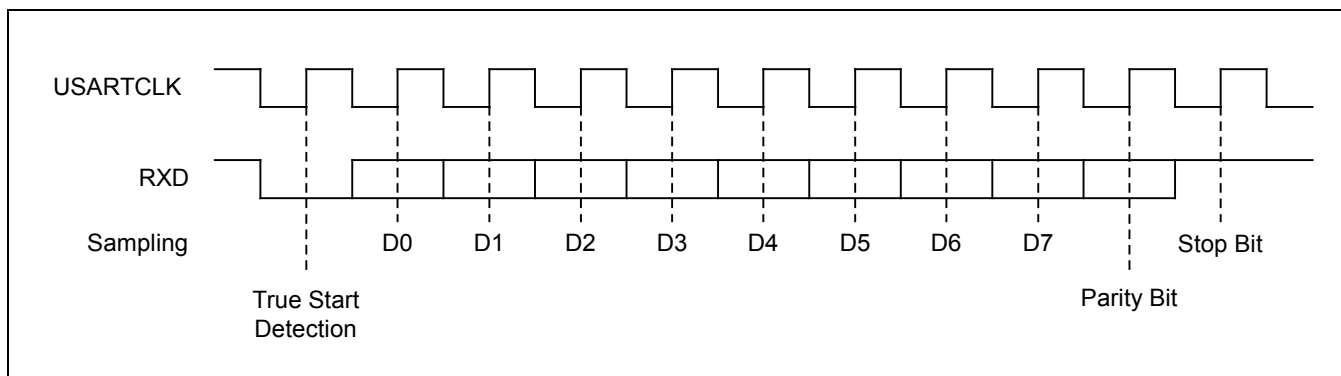 USARTCLK
RXD
Sampling D0 D1 D2 D3 D4 D5 D6 D7 Stop Bit
True Start
Detection
Parity Bit